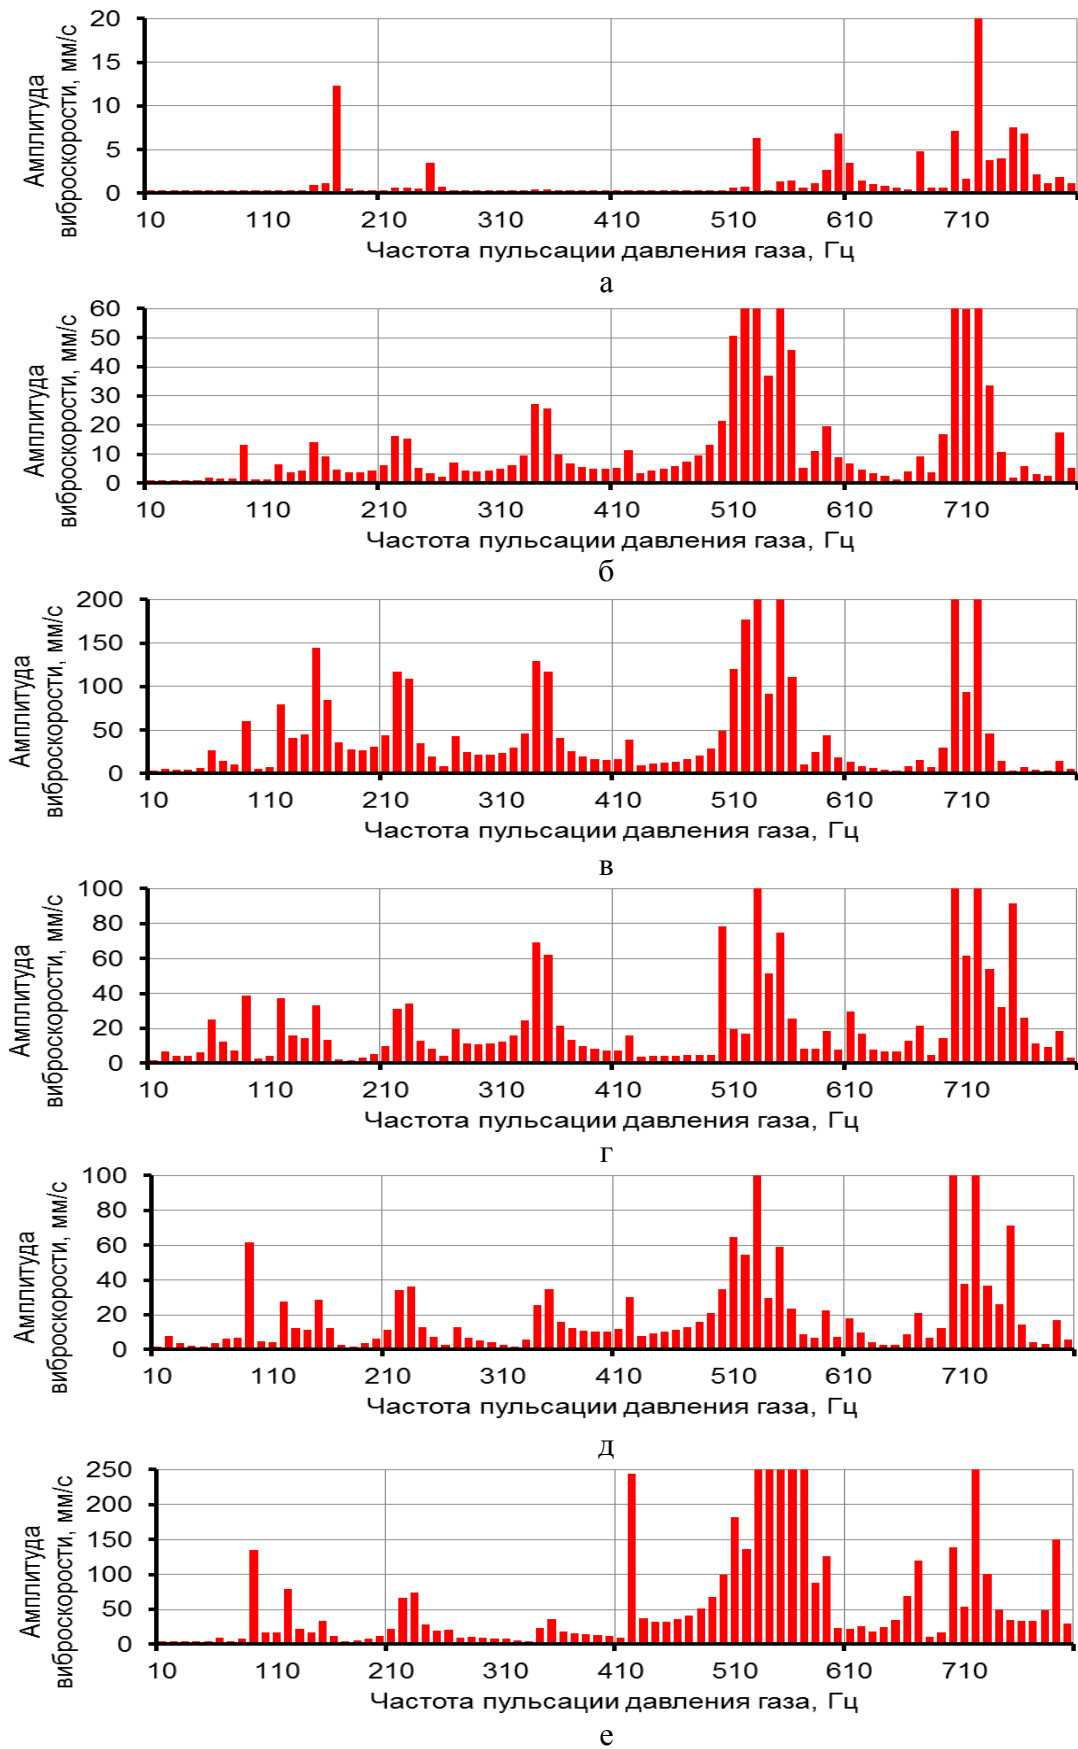 Амплитуда
виброскорости, мм/с
20
15
10
5
0
10 110 210 310 410 510 610 710
Частота пульсации давления газа, Гц
а
Амплитуда
виброскорости, мм/с
60
50
40
30
20
10
0
10 110 210 310 410 510 610 710
Частота пульсации давления газа, Гц
б
Амплитуда
виброскорости, мм/с
200
150
100
50
0
10 110 210 310 410 510 610 710
Частота пульсации давления газа, Гц
в
Амплитуда
виброскорости, мм/с
100
80
60
40
20
0
10 110 210 310 410 510 610 710
Частота пульсации давления газа, Гц
г
Амплитуда
виброскорости, мм/с
100
80
60
40
20
0
10 110 210 310 410 510 610 710
Частота пульсации давления газа, Гц
д
Амплитуда
виброскорости, мм/с
250
200
150
100
50
0
10 110 210 310 410 510 610 710
Частота пульсации давления газа, Гц
е